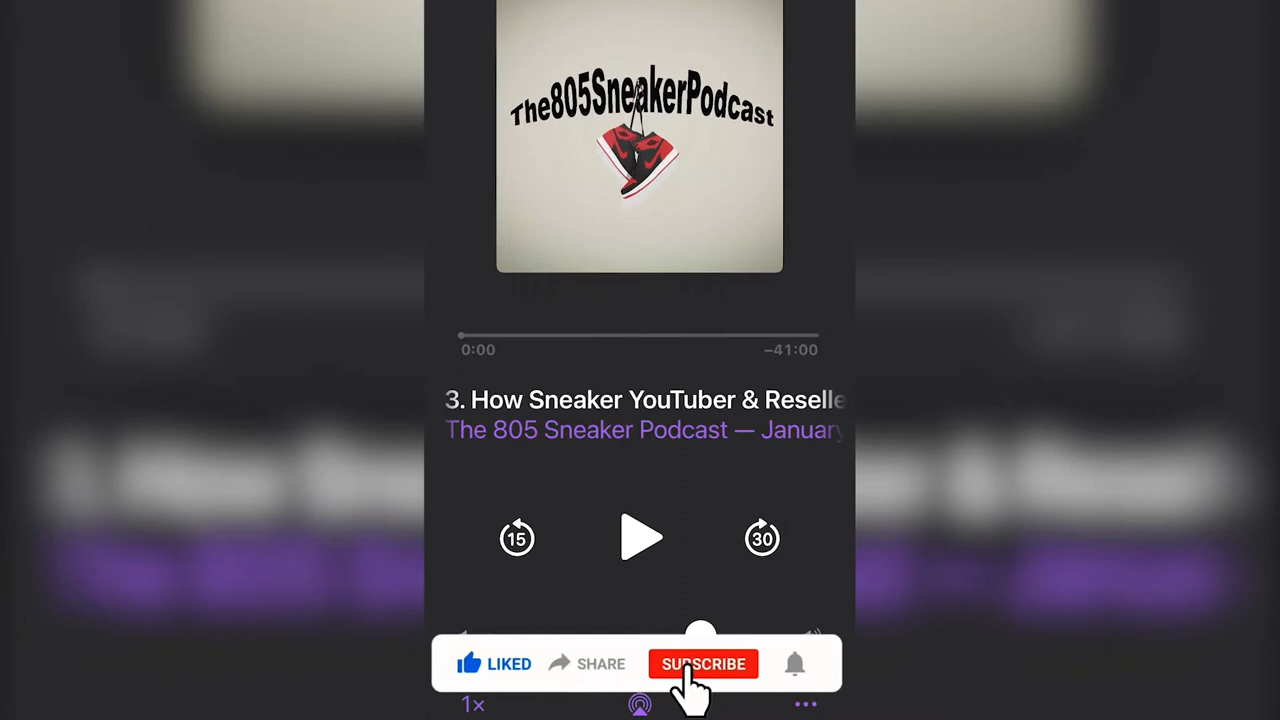 The805SneakerPodcast
0:00
–41:00
3. How Sneaker YouTuber & Reselle
The 805 Sneaker Podcast — January
15
30
LIKED
SHARE
SUBSCRIBE
1×